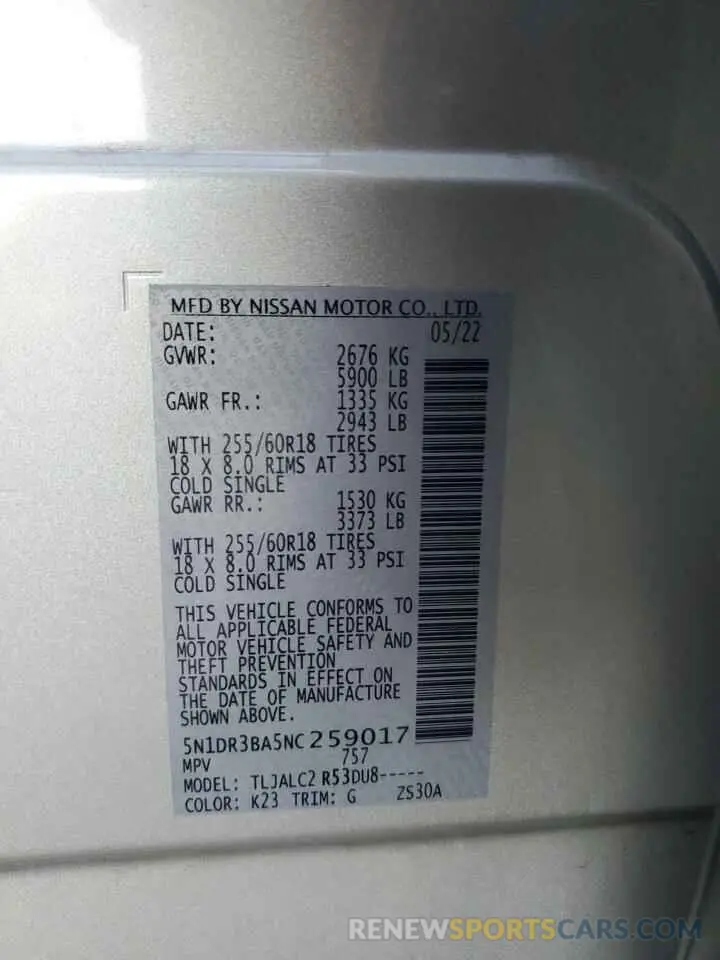 MFD BY NISSAN MOTOR CO., LTD.
DATE: 05/22
GVWR: 2676 KG
5900 LB
GAWR FR.: 1335 KG
2943 LB
WITH 255/60R18 TIRES
18 X 8.0 RIMS AT 33 PSI
COLD SINGLE
GAWR RR.: 1530 KG
3373 LB
WITH 255/60R18 TIRES
18 X 8.0 RIMS AT 33 PSI
COLD SINGLE
THIS VEHICLE CONFORMS TO
ALL APPLICABLE FEDERAL
MOTOR VEHICLE SAFETY AND
THEFT PREVENTION
STANDARDS IN EFFECT ON
THE DATE OF MANUFACTURE
SHOWN ABOVE.
5N1DR3BA5NC259017
MPV 757
MODEL: TLJALC2 R53DU8-----
COLOR: K23 TRIM: G ZS30A
RENEWSPORTSCARS.COM